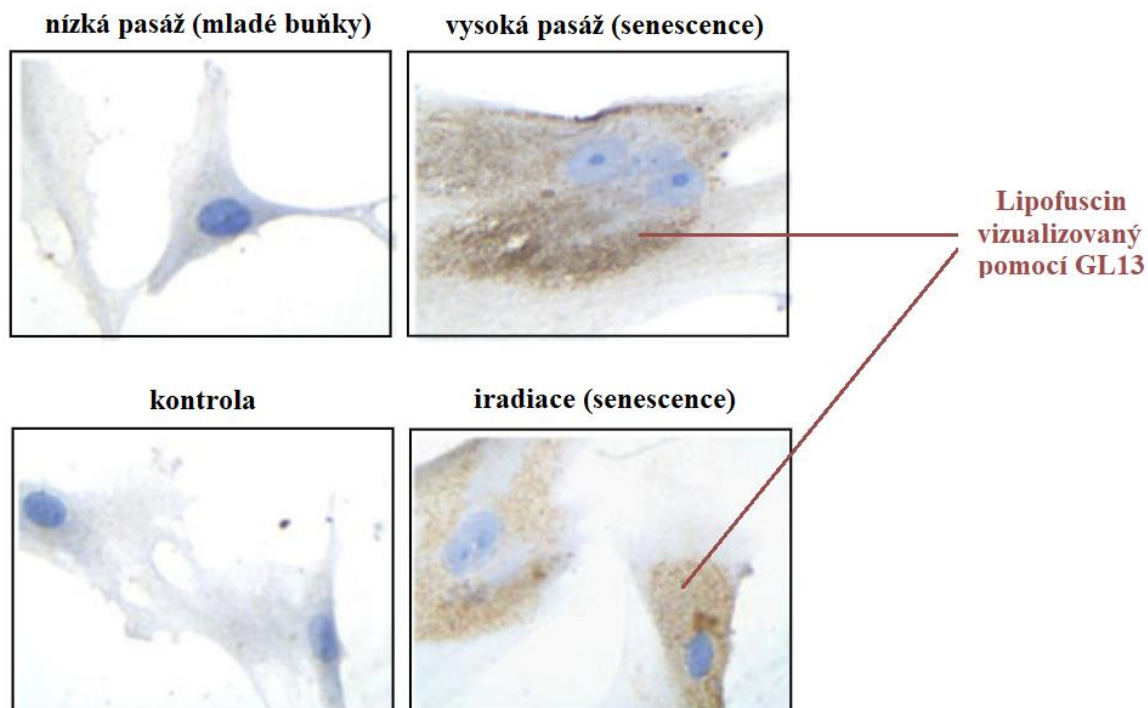 nízká pasáž (mladé buňky)
vysoká pasáž (senescence)
Lipofuscin
vizualizovaný
pomocí GL13
kontrola
iradiace (senescence)